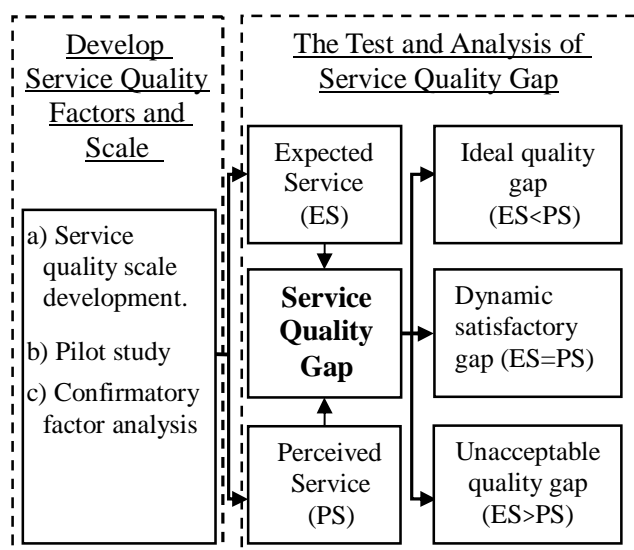 Develop
Service Quality
Factors and
Scale
a) Service
quality scale
development.
b) Pilot study
c) Confirmatory
factor analysis
The Test and Analysis of
Service Quality Gap
Expected
Service
(ES)
Service
Quality
Gap
Perceived
Service
(PS)
Ideal quality
gap
(ES<PS)
Dynamic
satisfactory
gap (ES=PS)
Unacceptable
quality gap
(ES>PS)